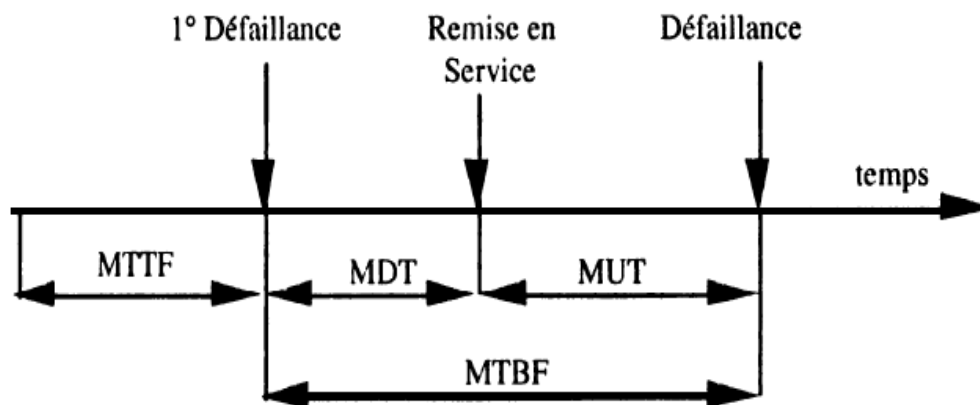 1° Défaillance
Remise en
Service
Défaillance
temps
MTTF
MDT
MUT
MTBF